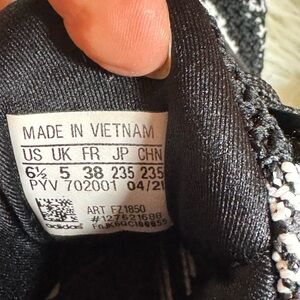 MADE IN VIETNAM
US UK FR JP CHN
6½ 5 38 235 235
PYV 702001 04/21
ART FZ1850
adidas